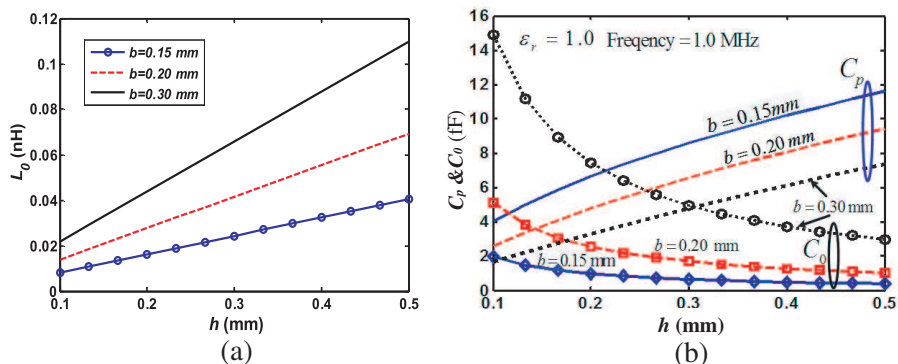 0.12
0.1
0.08
0.06
0.04
0.02
0
L0 (nH)
b=0.15 mm
b=0.20 mm
b=0.30 mm
0.1
0.2
0.3
0.4
0.5
h (mm)
(a)
16
14
12
10
8
6
4
2
0
Cp &C0 (fF)
εr = 1.0 Freqency =1.0 MHz
Cp
b = 0.15mm
b = 0.20 mm
b=0.30 mm
b=0.20 mm
b=0.15 mm
C0
0.1
0.2
0.3
0.4
0.5
h (mm)
(b)